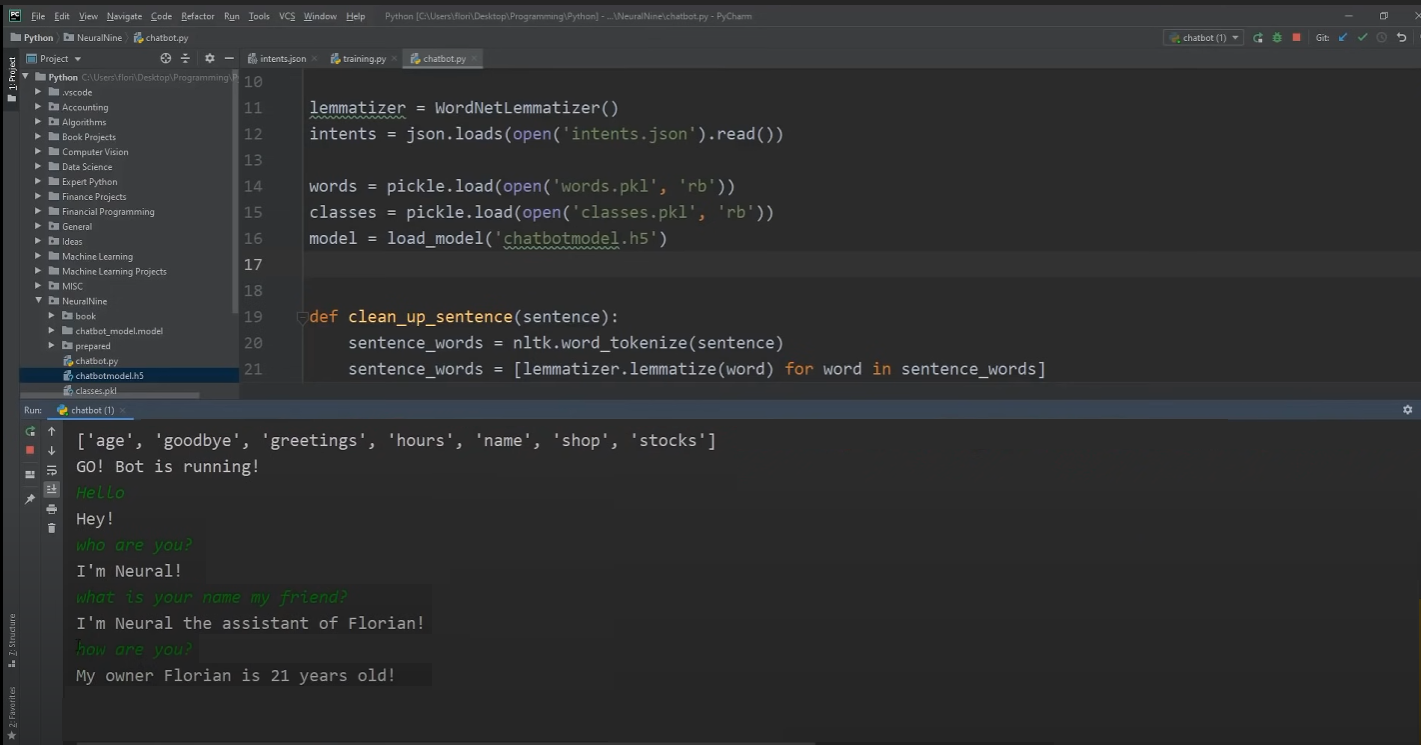 File Edit View Navigate Code Refactor Run Tools VCS Window Help Python [C:\Users\flori\Desktop\Programming\Python] - ...\NeuralNine\chatbot.py - PyCharm
Python NeuralNine chatbot.py chatbot (1) Git:
Project intents.json training.py chatbot.py
1: Project
Python C:\Users\flori\Desktop\Programming\P
.vscode
Accounting
Algorithms
Book Projects
Computer Vision
Data Science
Expert Python
Finance Projects
Financial Programming
General
Ideas
Machine Learning
Machine Learning Projects
MISC
NeuralNine
book
chatbot_model.model
prepared
chatbot.py
chatbotmodel.h5
classes.pkl
10
11 lemmatizer = WordNetLemmatizer()
12 intents = json.loads(open('intents.json').read())
13
14 words = pickle.load(open('words.pkl', 'rb'))
15 classes = pickle.load(open('classes.pkl', 'rb'))
16 model = load_model('chatbotmodel.h5')
17
18
19 def clean_up_sentence(sentence):
20 sentence_words = nltk.word_tokenize(sentence)
21 sentence_words = [lemmatizer.lemmatize(word) for word in sentence_words]
Run: chatbot (1)
['age', 'goodbye', 'greetings', 'hours', 'name', 'shop', 'stocks']
GO! Bot is running!
Hello
Hey!
who are you?
I'm Neural!
what is your name my friend?
I'm Neural the assistant of Florian!
how are you?
My owner Florian is 21 years old!
7: Structure
2: Favorites